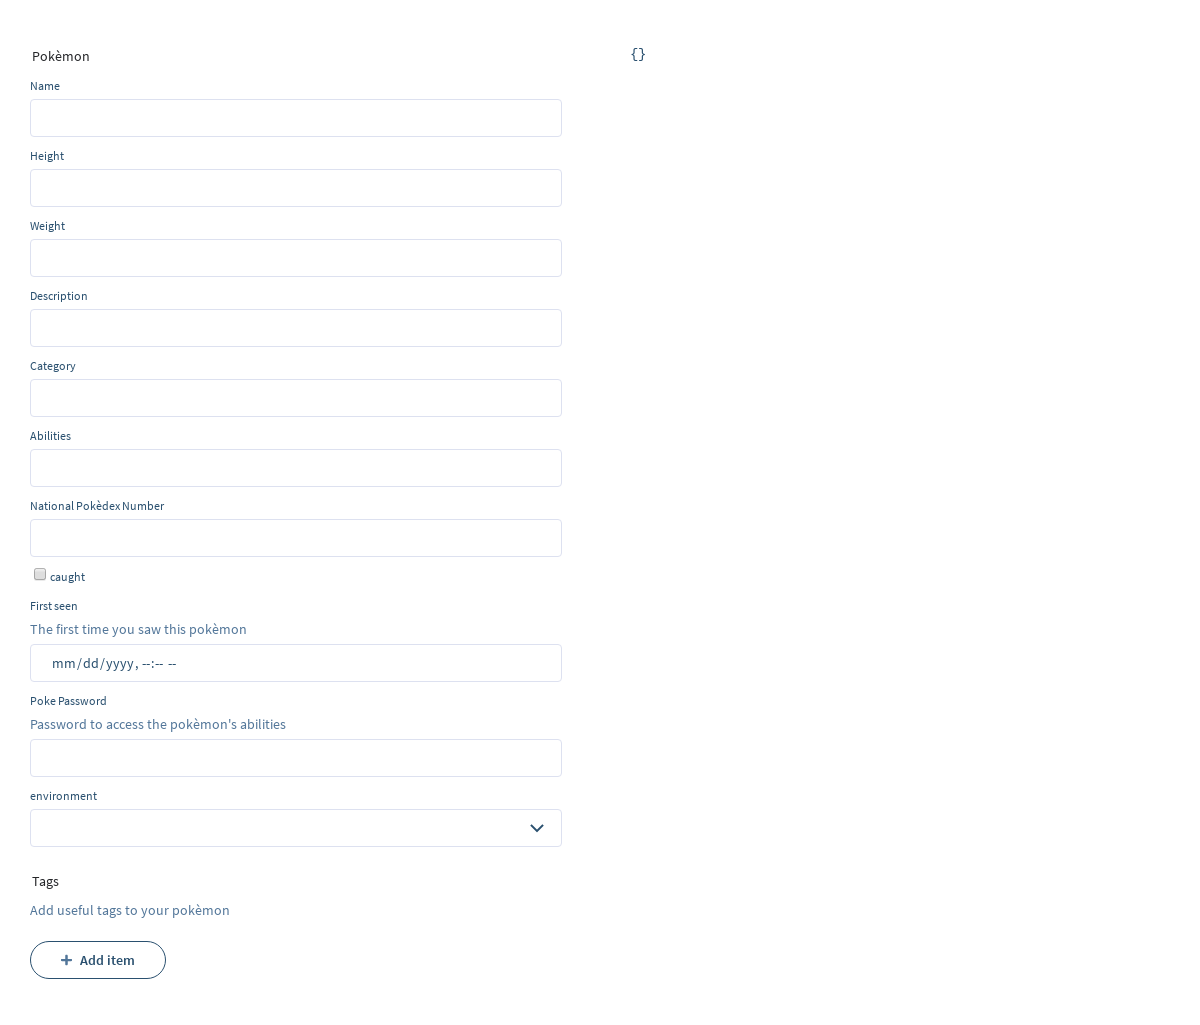 Pokèmon
{}
Name
Height
Weight
Description
Category
Abilities
National Pokèdex Number
caught
First seen
The first time you saw this pokèmon
mm/dd/yyyy, --:-- --
Poke Password
Password to access the pokèmon's abilities
environment
Tags
Add useful tags to your pokèmon
+ Add item